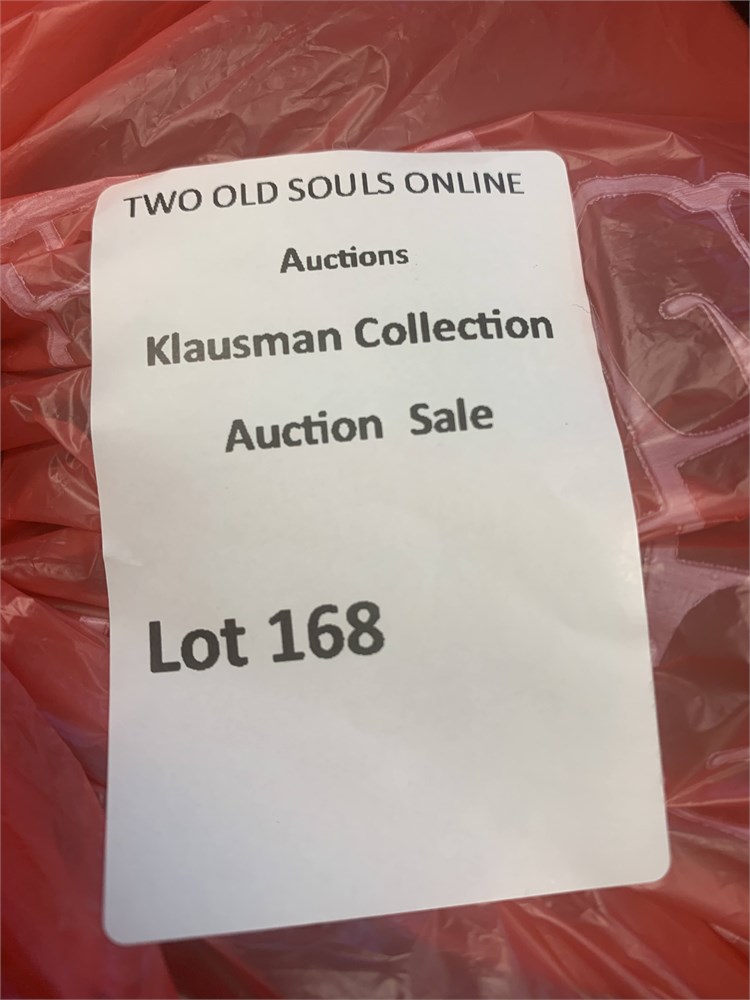 TWO OLD SOULS ONLINE
Auctions
Klausman Collection
Auction Sale
Lot 168